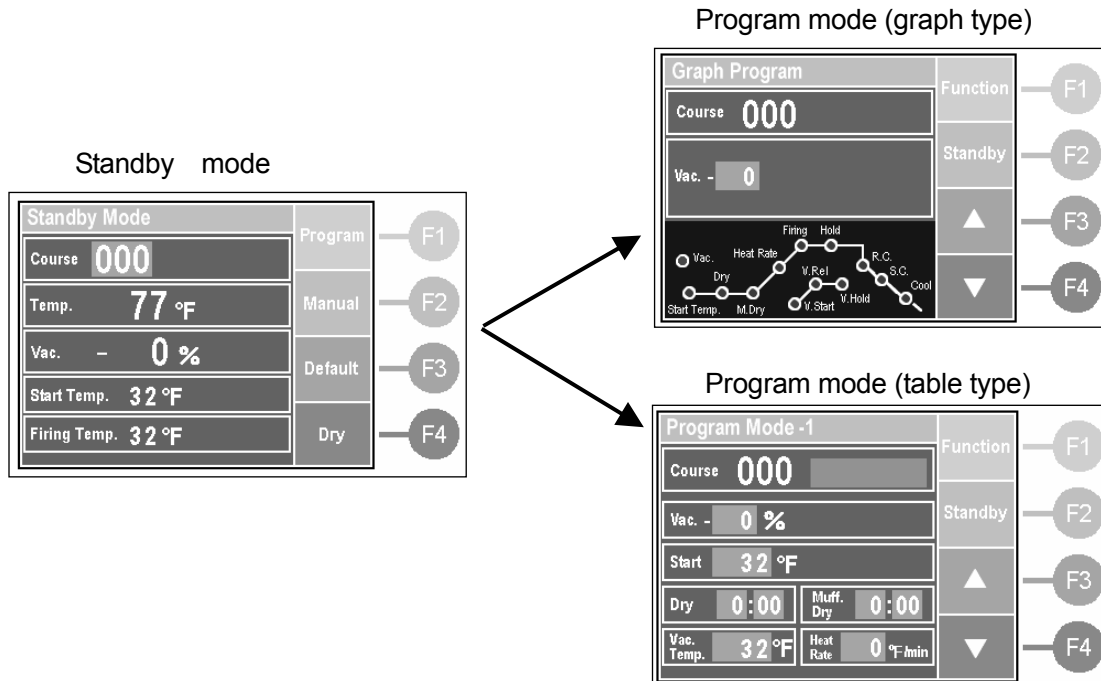 Program mode (graph type)
Graph Program
Function
F1
Course 000
Standby
F2
Vac. - 0
F3
F4
Firing Hold
Vac.
Heat Rate
R.C.
Dry
V.Rel
S.C.
Cool
Start Temp. M.Dry
V.Start
V.Hold
Standby mode
Standby Mode
Program
F1
Course 000
Temp. 77 °F
Manual
F2
Vac. - 0 %
Default
F3
Start Temp. 32 °F
Firing Temp. 32 °F
Dry
F4
Program mode (table type)
Program Mode -1
Function
F1
Course 000
Standby
F2
Vac. - 0 %
Start 32 °F
F3
Dry 0:00 Muff. Dry 0:00
Vac. Temp. 32 °F Heat Rate 0 °F/min
F4